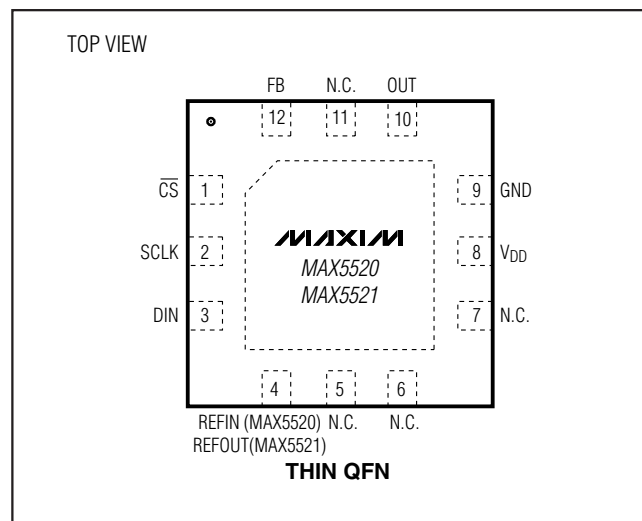 TOP VIEW
FB N.C. OUT
12 11 10
CS 1 9 GND
MAXIM
SCLK 2 8 VDD
MAX5520
MAX5521
DIN 3 7 N.C.
4 5 6
REFIN (MAX5520) N.C. N.C.
REFOUT(MAX5521)
THIN QFN